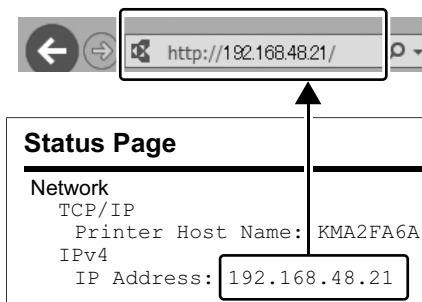 http://192.168.48.21/
Status Page
Network
TCP/IP
Printer Host Name: KMA2FA6A
IPv4
IP Address: 192.168.48.21